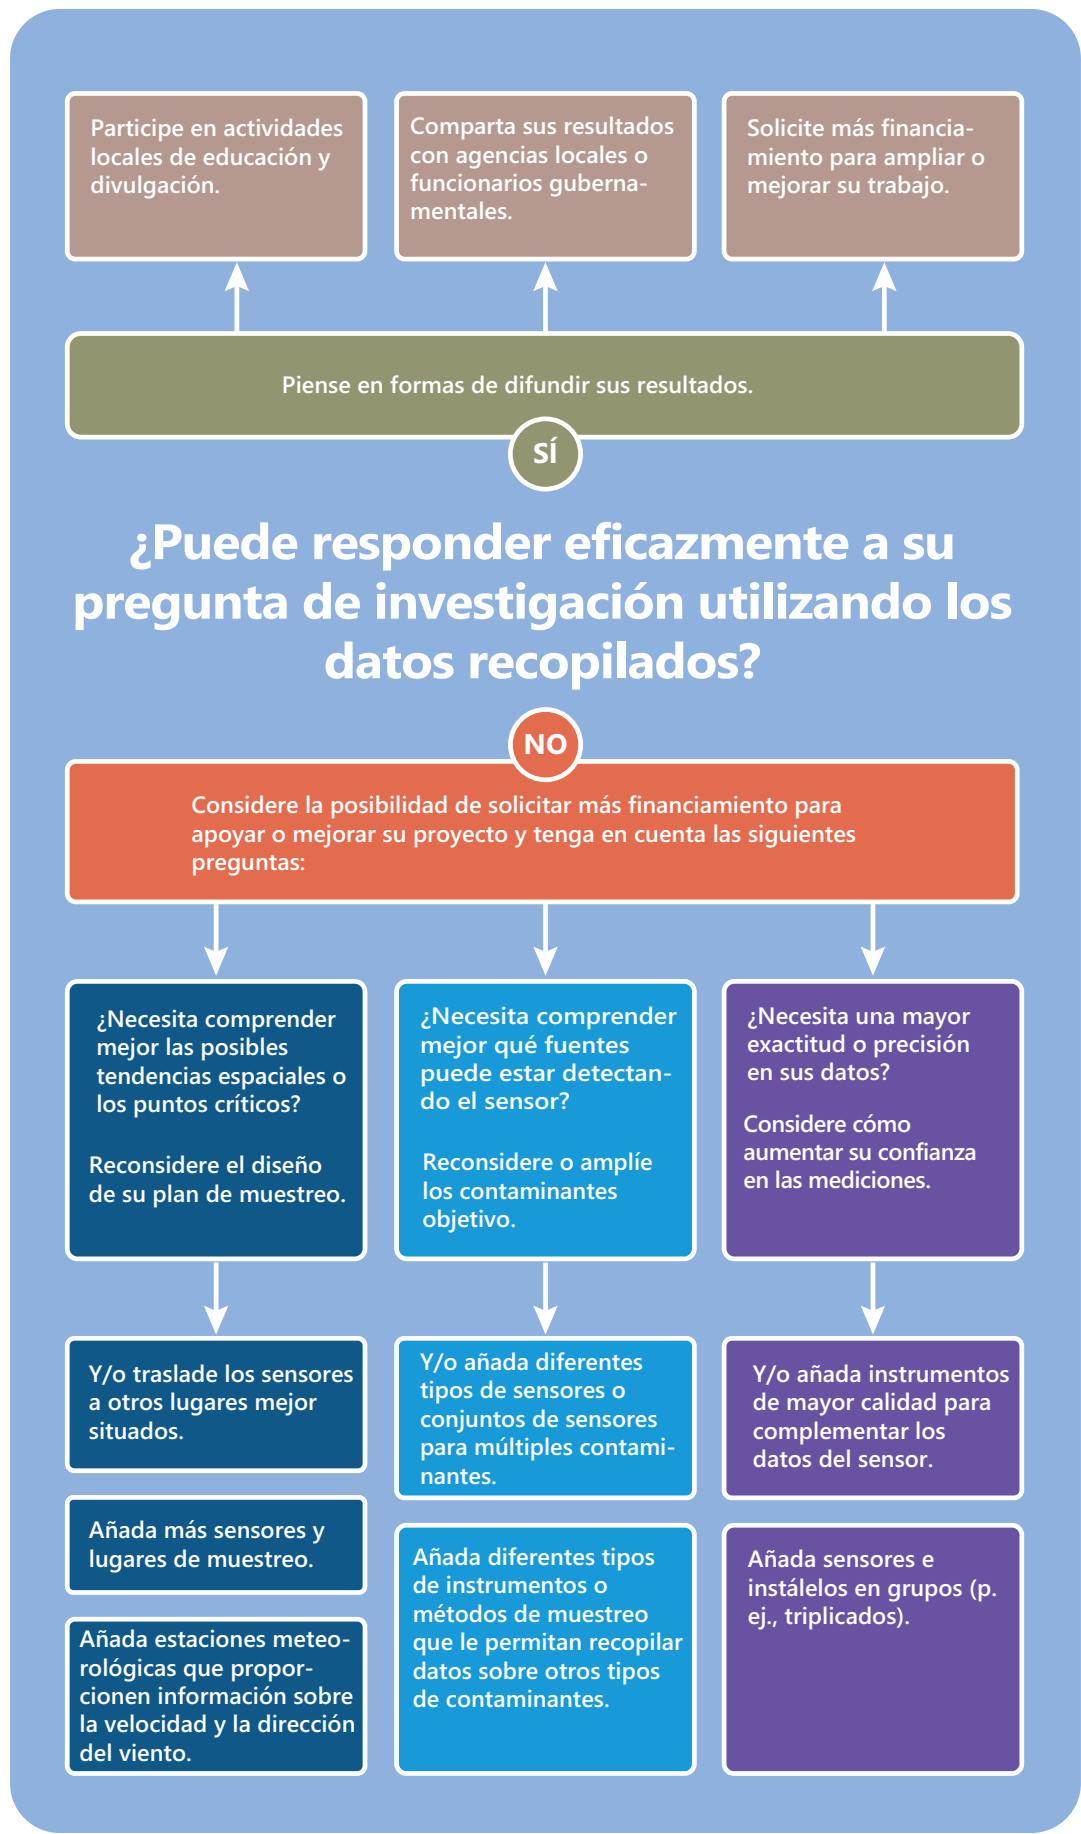 Participe en actividades
locales de educación y
divulgación.
Comparta sus resultados
con agencias locales o
funcionarios guberna-
mentales.
Solicite más financia-
miento para ampliar o
mejorar su trabajo.
Piense en formas de difundir sus resultados.
SÍ
¿Puede responder eficazmente a su
pregunta de investigación utilizando los
datos recopilados?
NO
Considere la posibilidad de solicitar más financiamiento para
apoyar o mejorar su proyecto y tenga en cuenta las siguientes
preguntas:
¿Necesita comprender
mejor las posibles
tendencias espaciales o
los puntos críticos?
Reconsidere el diseño
de su plan de muestreo.
¿Necesita comprender
mejor qué fuentes
puede estar detectan-
do el sensor?
Reconsidere o amplíe
los contaminantes
objetivo.
¿Necesita una mayor
exactitud o precisión
en sus datos?
Considere cómo
aumentar su confianza
en las mediciones.
Y/o traslade los sensores
a otros lugares mejor
situados.
Añada más sensores y
lugares de muestreo.
Añada estaciones meteo-
rológicas que propor-
cionen información sobre
la velocidad y la dirección
del viento.
Y/o añada diferentes
tipos de sensores o
conjuntos de sensores
para múltiples contami-
nantes.
Añada diferentes tipos
de instrumentos o
métodos de muestreo
que le permitan recopilar
datos sobre otros tipos
de contaminantes.
Y/o añada instrumentos
de mayor calidad para
complementar los
datos del sensor.
Añada sensores e
instálelos en grupos (p.
ej., triplicados).